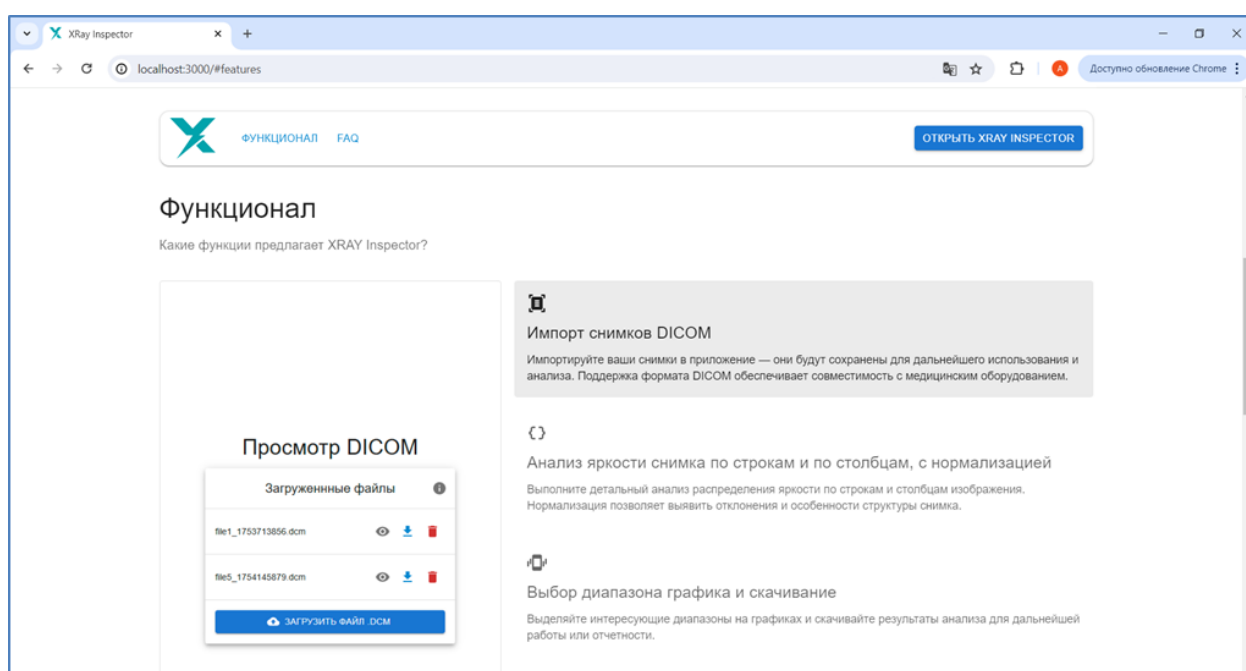 XRay Inspector
localhost:3000/#features
А
Доступно обновление Chrome
ФУНКЦИОНАЛ FAQ
ОТКРЫТЬ XRAY INSPECTOR
Функционал
Какие функции предлагает XRAY Inspector?
Просмотр DICOM
Загруженнные файлы
file1_1753713856.dcm
file5_1754145879.dcm
ЗАГРУЗИТЬ ФАЙЛ .DCM
Импорт снимков DICOM
Импортируйте ваши снимки в приложение — они будут сохранены для дальнейшего использования и
анализа. Поддержка формата DICOM обеспечивает совместимость с медицинским оборудованием.
Анализ яркости снимка по строкам и по столбцам, с нормализацией
Выполните детальный анализ распределения яркости по строкам и столбцам изображения.
Нормализация позволяет выявить отклонения и особенности структуры снимка.
Выбор диапазона графика и скачивание
Выделяйте интересующие диапазоны на графиках и скачивайте результаты анализа для дальнейшей
работы или отчетности.